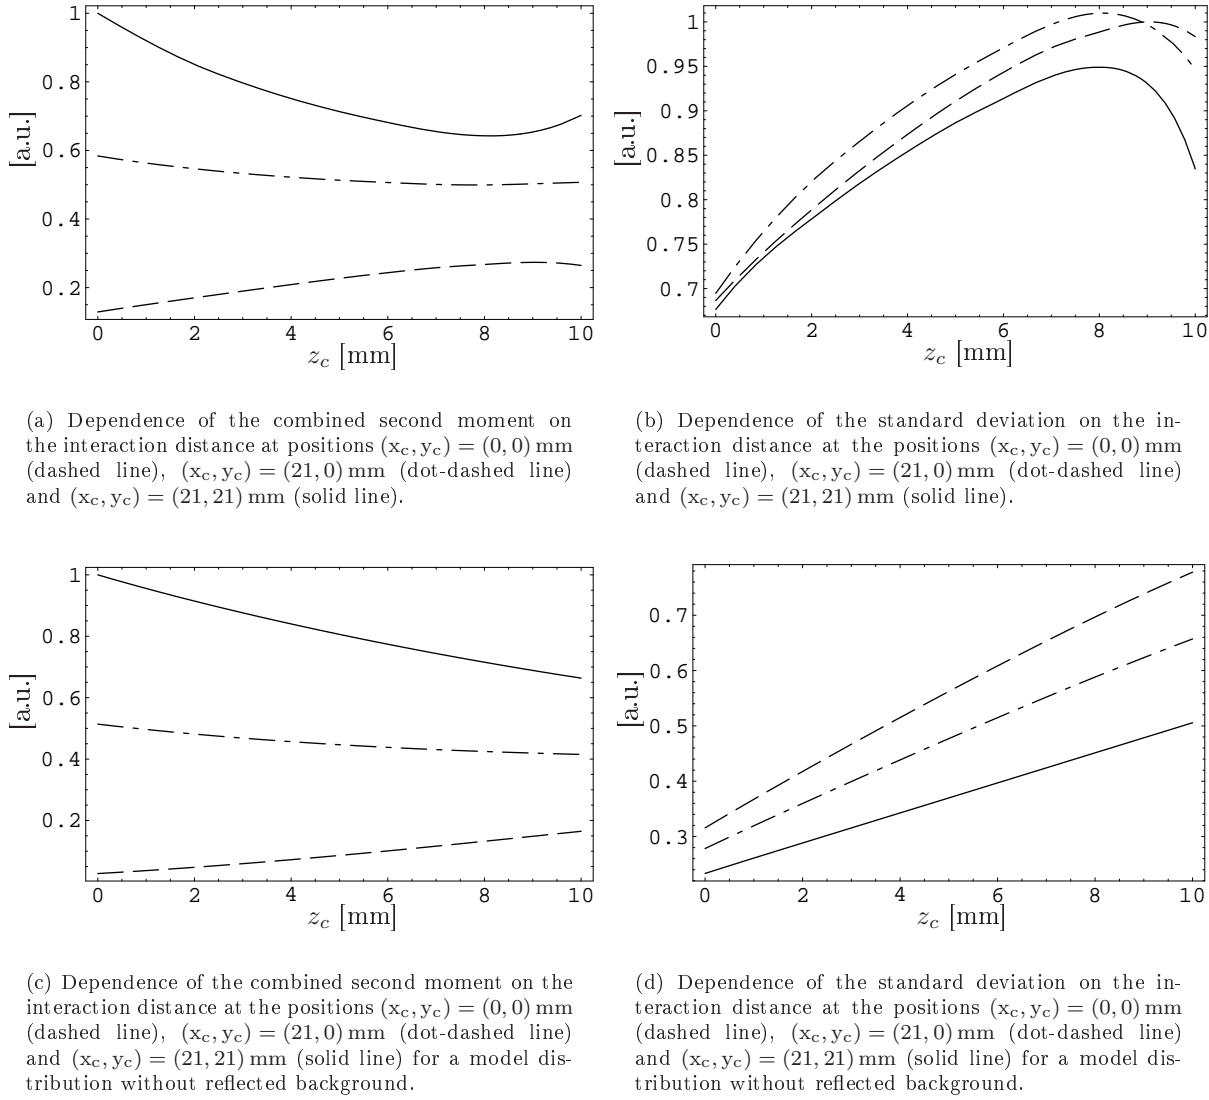 1
0.8
0.6
0.4
0.2
[a.u.]
0 2 4 6 8 10
z_c [mm]
1
0.95
0.9
0.85
0.8
0.75
0.7
[a.u.]
0 2 4 6 8 10
z_c [mm]
(a) Dependence of the combined second moment on
the interaction distance at positions (x_c, y_c) = (0, 0) mm
(dashed line), (x_c, y_c) = (21, 0) mm (dot-dashed line)
and (x_c, y_c) = (21, 21) mm (solid line).
(b) Dependence of the standard deviation on the in-
teraction distance at the positions (x_c, y_c) = (0, 0) mm
(dashed line), (x_c, y_c) = (21, 0) mm (dot-dashed line)
and (x_c, y_c) = (21, 21) mm (solid line).
1
0.8
0.6
0.4
0.2
[a.u.]
0 2 4 6 8 10
z_c [mm]
0.7
0.6
0.5
0.4
0.3
[a.u.]
0 2 4 6 8 10
z_c [mm]
(c) Dependence of the combined second moment on the
interaction distance at the positions (x_c, y_c) = (0, 0) mm
(dashed line), (x_c, y_c) = (21, 0) mm (dot-dashed line)
and (x_c, y_c) = (21, 21) mm (solid line) for a model dis-
tribution without reflected background.
(d) Dependence of the standard deviation on the in-
teraction distance at the positions (x_c, y_c) = (0, 0) mm
(dashed line), (x_c, y_c) = (21, 0) mm (dot-dashed line)
and (x_c, y_c) = (21, 21) mm (solid line) for a model dis-
tribution without reflected background.